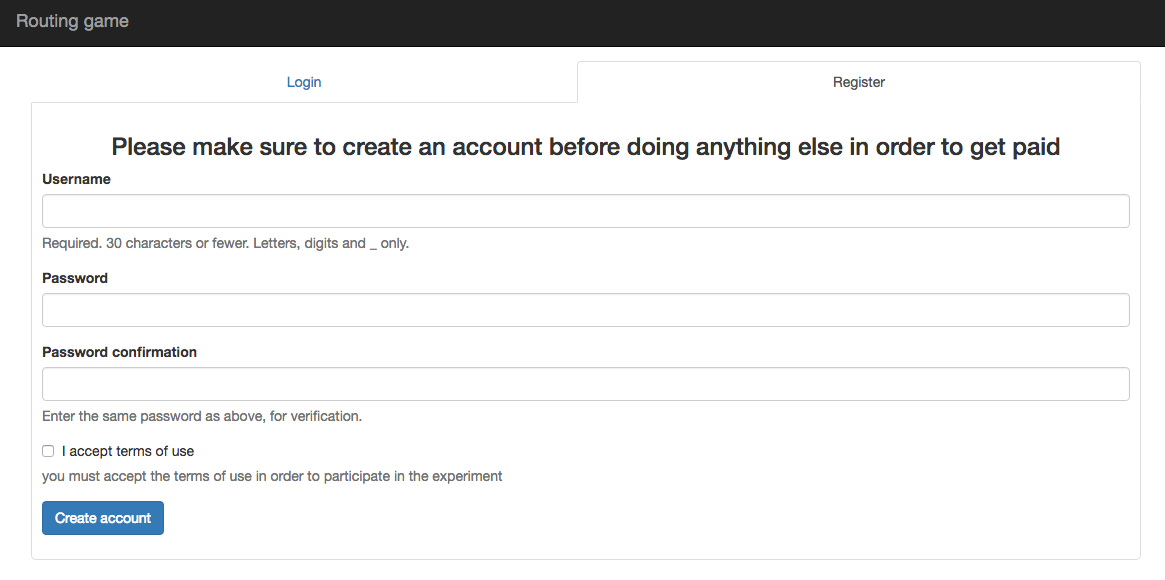 Routing game
Login
Register
Please make sure to create an account before doing anything else in order to get paid
Username
Required. 30 characters or fewer. Letters, digits and _ only.
Password
Password confirmation
Enter the same password as above, for verification.
I accept terms of use
you must accept the terms of use in order to participate in the experiment
Create account